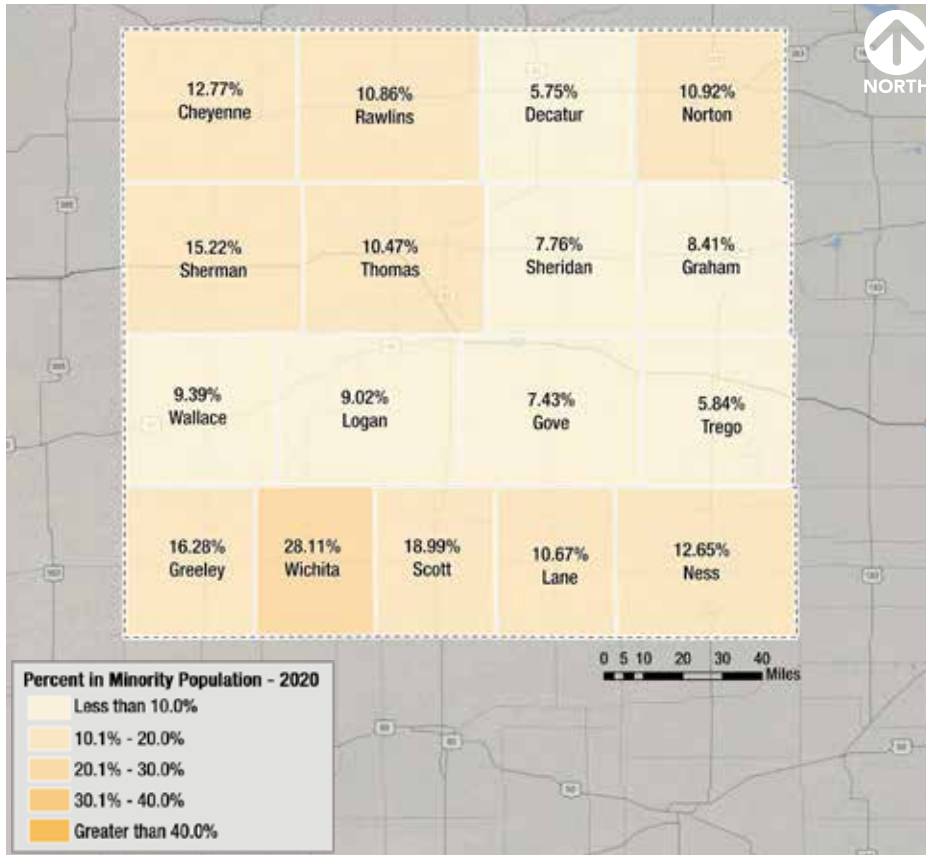 NORTH
12.77%
Cheyenne
10.86%
Rawlins
5.75%
Decatur
10.92%
Norton
15.22%
Sherman
10.47%
Thomas
7.76%
Sheridan
8.41%
Graham
9.39%
Wallace
9.02%
Logan
7.43%
Gove
5.84%
Trego
16.28%
Greeley
28.11%
Wichita
18.99%
Scott
10.67%
Lane
12.65%
Ness
0 5 10 20 30 40
Miles
Percent in Minority Population - 2020
Less than 10.0%
10.1% - 20.0%
20.1% - 30.0%
30.1% - 40.0%
Greater than 40.0%
183
50